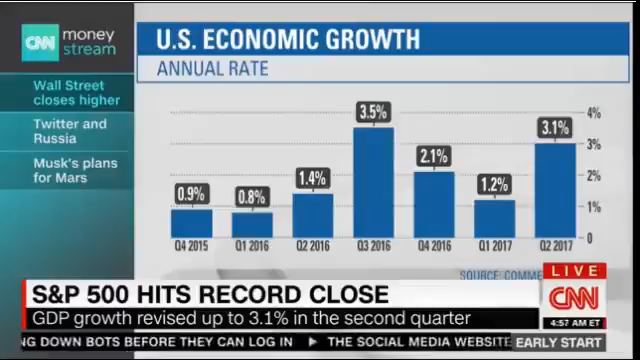 CNN money
stream
Wall Street
closes higher
Twitter and
Russia
Musk's plans
for Mars
U.S. ECONOMIC GROWTH
ANNUAL RATE
4%
3%
2%
1%
0
0.9%
0.8%
1.4%
3.5%
2.1%
1.2%
3.1%
Q4 2015
Q1 2016
Q2 2016
Q3 2016
Q4 2016
Q1 2017
Q2 2017
SOURCE:
LIVE
CNN
4:57 AM ET
S&P 500 HITS RECORD CLOSE
GDP growth revised up to 3.1% in the second quarter
DOWN BOTS BEFORE THEY CAN LOG IN ► THE SOCIAL MEDIA WEBSITE
EARLY START